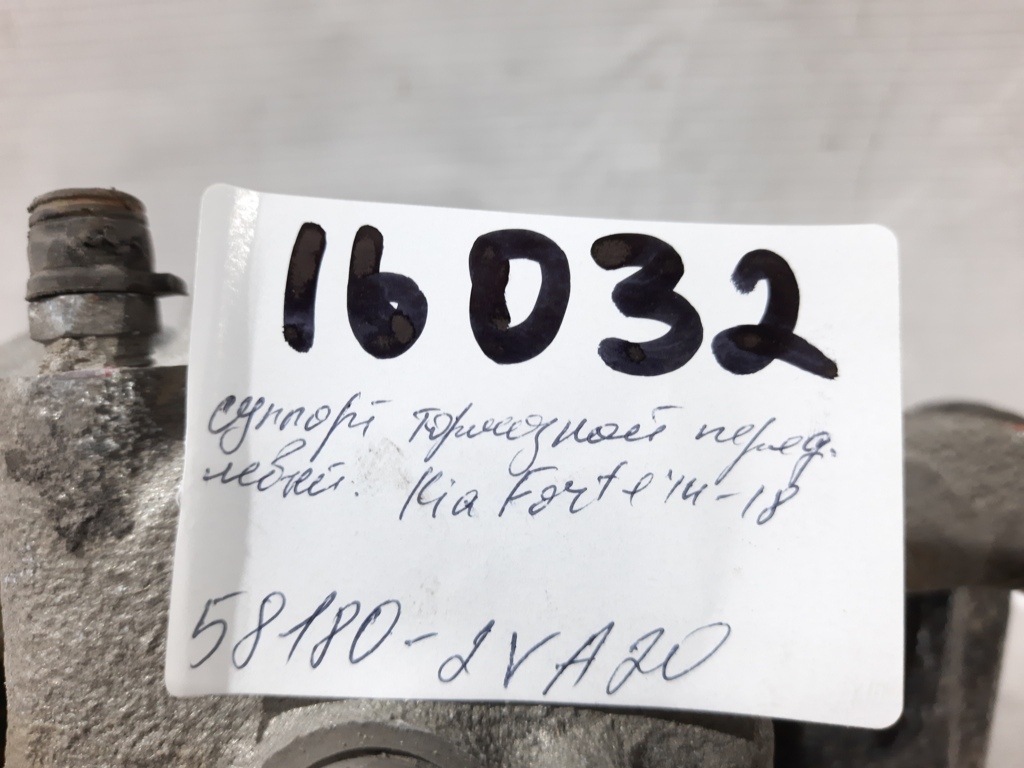 16032
суппорт тормозной перед.
левый. Kia Forte 14-18
58180-2VA20